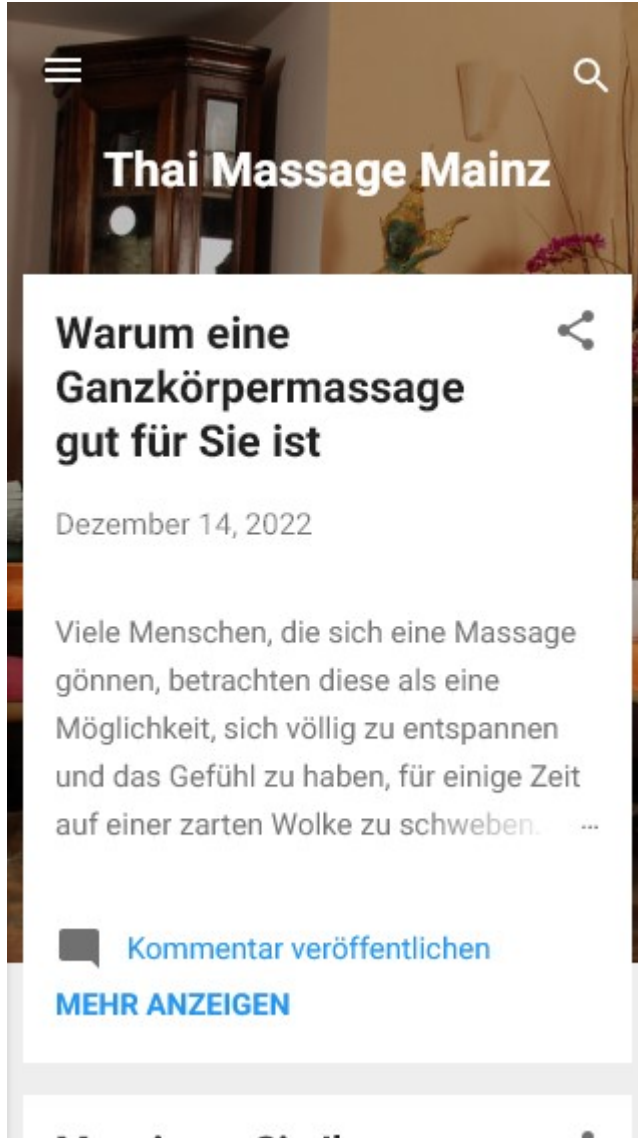 Thai Massage Mainz
Warum eine
Ganzkörpermassage
gut für Sie ist
Dezember 14, 2022
Viele Menschen, die sich eine Massage
gönnen, betrachten diese als eine
Möglichkeit, sich völlig zu entspannen
und das Gefühl zu haben, für einige Zeit
auf einer zarten Wolke zu schweben. ...
Kommentar veröffentlichen
MEHR ANZEIGEN